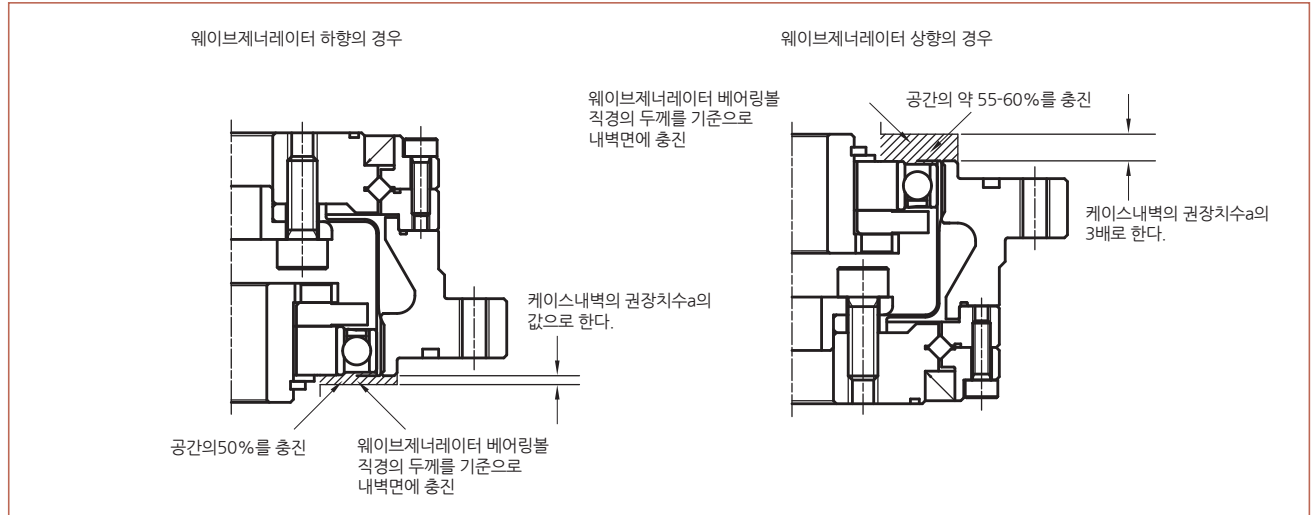 웨이브제너레이터 하향의 경우
케이스내벽의 권장치수a의
값으로 한다.
공간의50%를 충진
웨이브제너레이터 베어링볼
직경의 두께를 기준으로
내벽면에 충진
웨이브제너레이터 상향의 경우
웨이브제너레이터 베어링볼
직경의 두께를 기준으로
내벽면에 충진
공간의 약 55-60%를 충진
케이스내벽의 권장치수a의
3배로 한다.